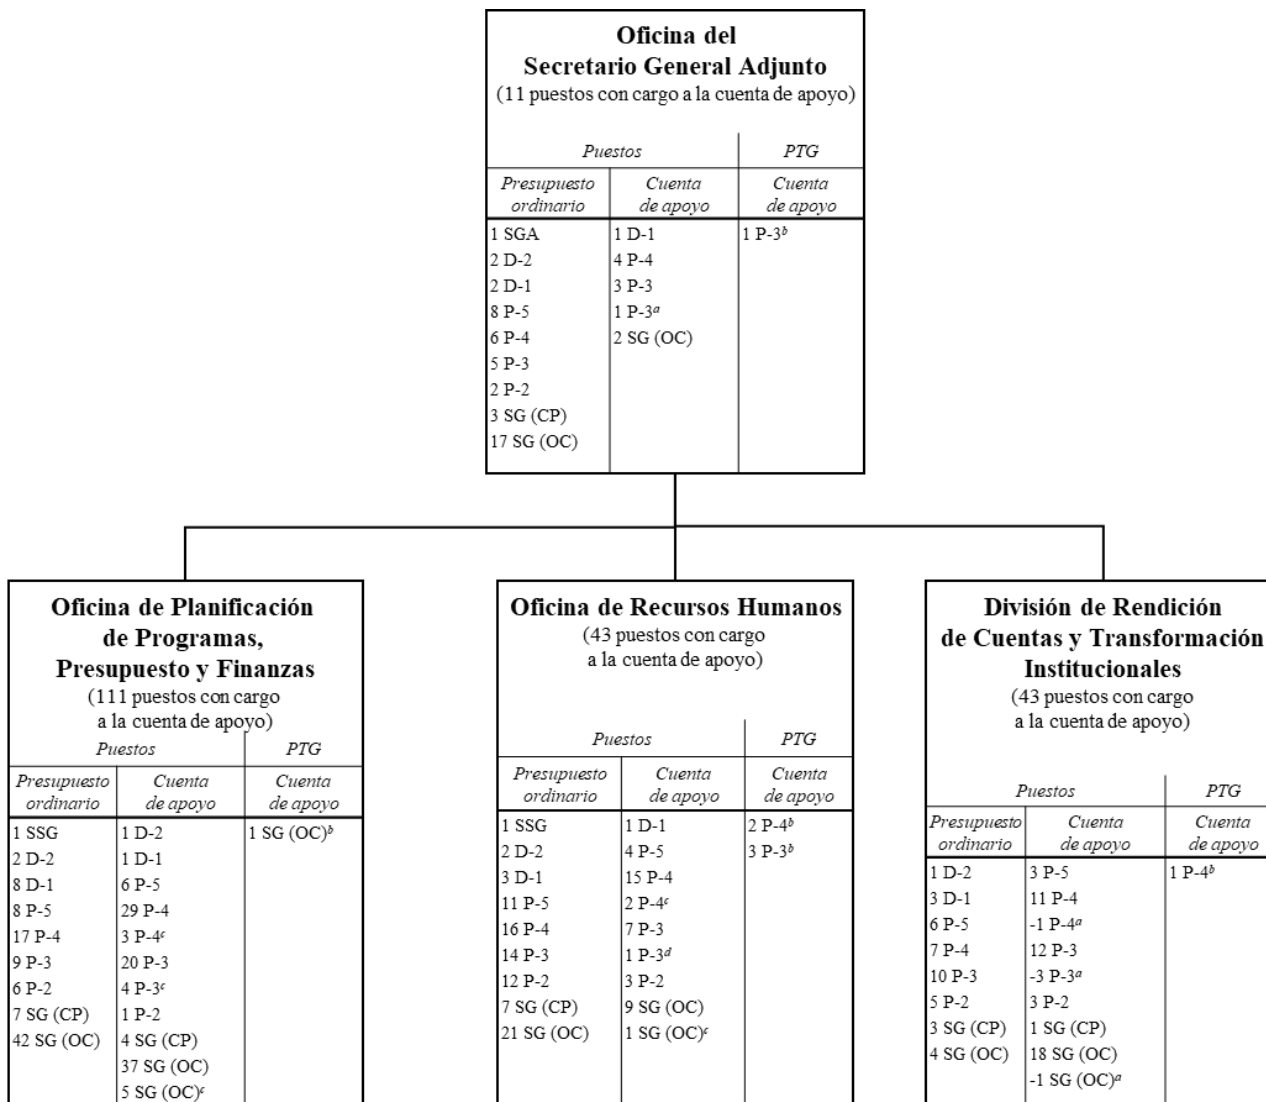 Oficina del
Secretario General Adjunto
(11 puestos con cargo a la cuenta de apoyo)
Puestos PTG
Presupuesto ordinario Cuenta de apoyo Cuenta de apoyo
1 SGA 1 D-1 1 P-3ᵇ
2 D-2 4 P-4
2 D-1 3 P-3
8 P-5 1 P-3ᵃ
6 P-4 2 SG (OC)
5 P-3
2 P-2
3 SG (CP)
17 SG (OC)
Oficina de Planificación
de Programas,
Presupuesto y Finanzas
(111 puestos con cargo
a la cuenta de apoyo)
Puestos PTG
Presupuesto ordinario Cuenta de apoyo Cuenta de apoyo
1 SSG 1 D-2 1 SG (OC)ᵇ
2 D-2 1 D-1
8 D-1 6 P-5
8 P-5 29 P-4
17 P-4 3 P-4ᶜ
9 P-3 20 P-3
6 P-2 4 P-3ᶜ
7 SG (CP) 1 P-2
42 SG (OC) 4 SG (CP)
37 SG (OC)
5 SG (OC)ᶜ
Oficina de Recursos Humanos
(43 puestos con cargo
a la cuenta de apoyo)
Puestos PTG
Presupuesto ordinario Cuenta de apoyo Cuenta de apoyo
1 SSG 1 D-1 2 P-4ᵇ
2 D-2 4 P-5 3 P-3ᵇ
3 D-1 15 P-4
11 P-5 2 P-4ᶜ
16 P-4 7 P-3
14 P-3 1 P-3ᵈ
12 P-2 3 P-2
7 SG (CP) 9 SG (OC)
21 SG (OC) 1 SG (OC)ᶜ
División de Rendición
de Cuentas y Transformación
Institucionales
(43 puestos con cargo
a la cuenta de apoyo)
Puestos PTG
Presupuesto ordinario Cuenta de apoyo Cuenta de apoyo
1 D-2 3 P-5 1 P-4ᵇ
3 D-1 11 P-4
6 P-5 -1 P-4ᵃ
7 P-4 12 P-3
10 P-3 -3 P-3ᵃ
5 P-2 3 P-2
3 SG (CP) 1 SG (CP)
4 SG (OC) 18 SG (OC)
-1 SG (OC)ᵃ